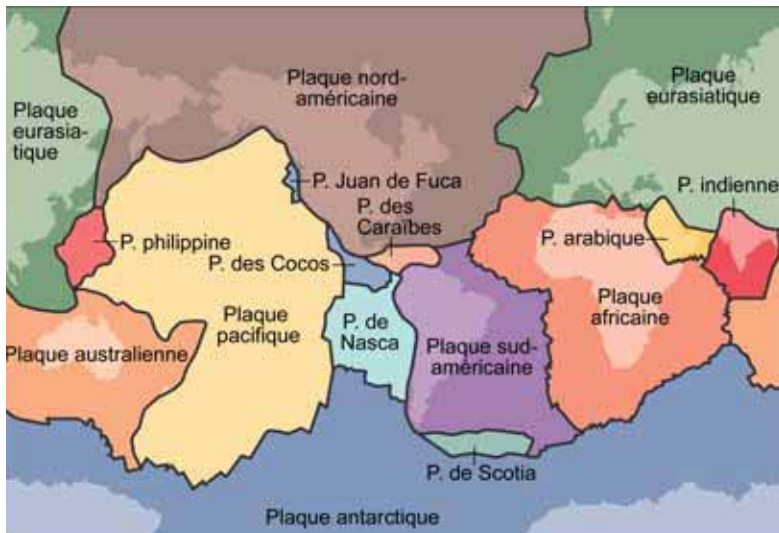 Plaque nord-
américaine
Plaque
eurasiatique
Plaque
eurasia-
tique
P. Juan de Fuca
P. des
Caraïbes
P. indienne
P. philippine
P. arabique
P. des Cocos
Plaque
pacifique
P. de
Nasca
Plaque
africaine
Plaque australienne
Plaque sud-
américaine
P. de Scotia
Plaque antarctique